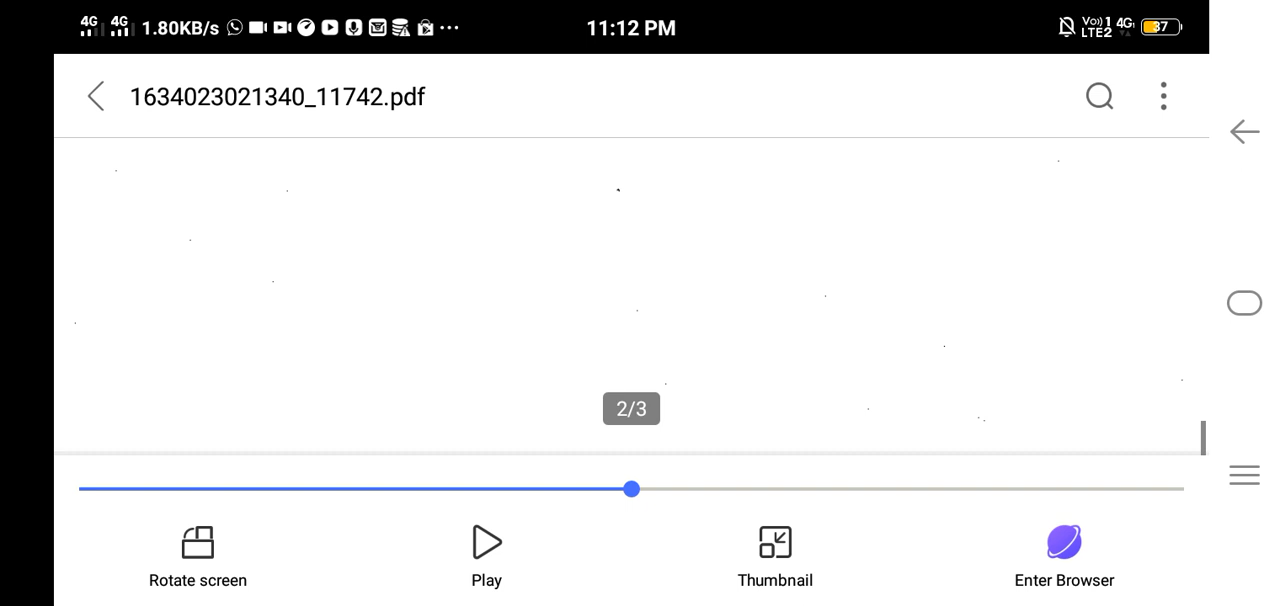 4G 4G 1.80KB/s 11:12 PM Vo)) 1 4G 37
LTE2
1634023021340_11742.pdf
2/3
Rotate screen Play Thumbnail Enter Browser